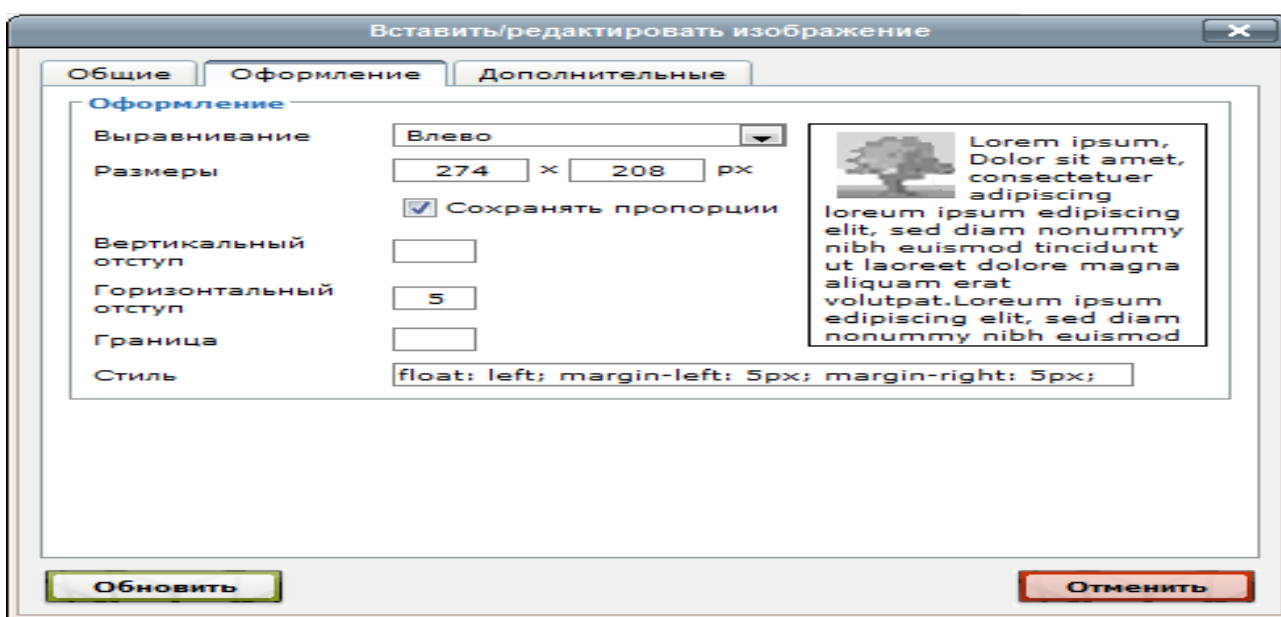 Вставить/редактировать изображение
Общие Оформление Дополнительные
Оформление
Выравнивание Влево
Размеры 274 × 208 px
Сохранять пропорции
Вертикальный
отступ
Горизонтальный
отступ 5
Граница
Стиль float: left; margin-left: 5px; margin-right: 5px;
Lorem ipsum,
Dolor sit amet,
consectetuer
adipiscing
loreum ipsum edipiscing
elit, sed diam nonummy
nibh euismod tincidunt
ut laoreet dolore magna
aliquam erat
volutpat.Loreum ipsum
edipiscing elit, sed diam
nonummy nibh euismod
Обновить Отменить